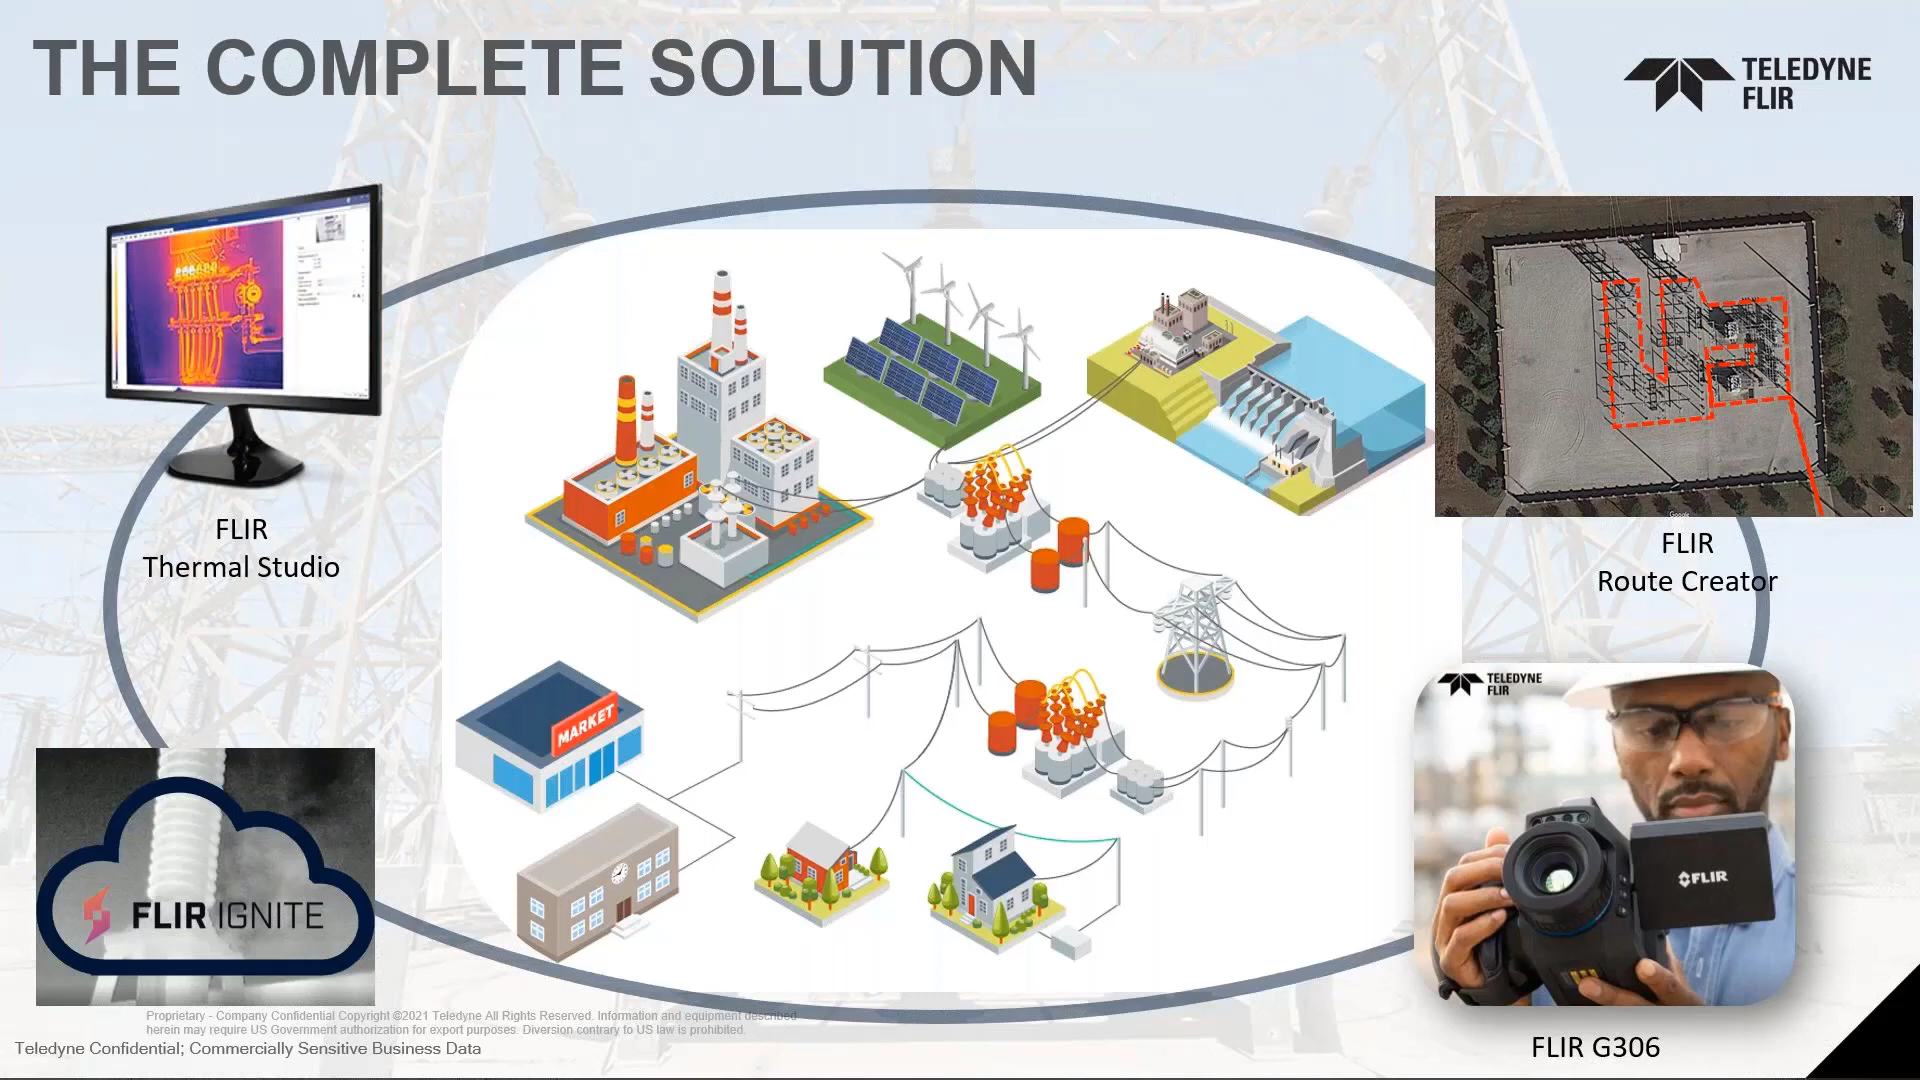 THE COMPLETE SOLUTION
TELEDYNE
FLIR
FLIR
Thermal Studio
Google
FLIR
Route Creator
MARKET
TELEDYNE
FLIR
FLIR
FLIR IGNITE
Proprietary - Company Confidential Copyright ©2021 Teledyne All Rights Reserved. Information and equipment described
herein may require US Government authorization for export purposes. Diversion contrary to US law is prohibited.
Teledyne Confidential; Commercially Sensitive Business Data
FLIR G306